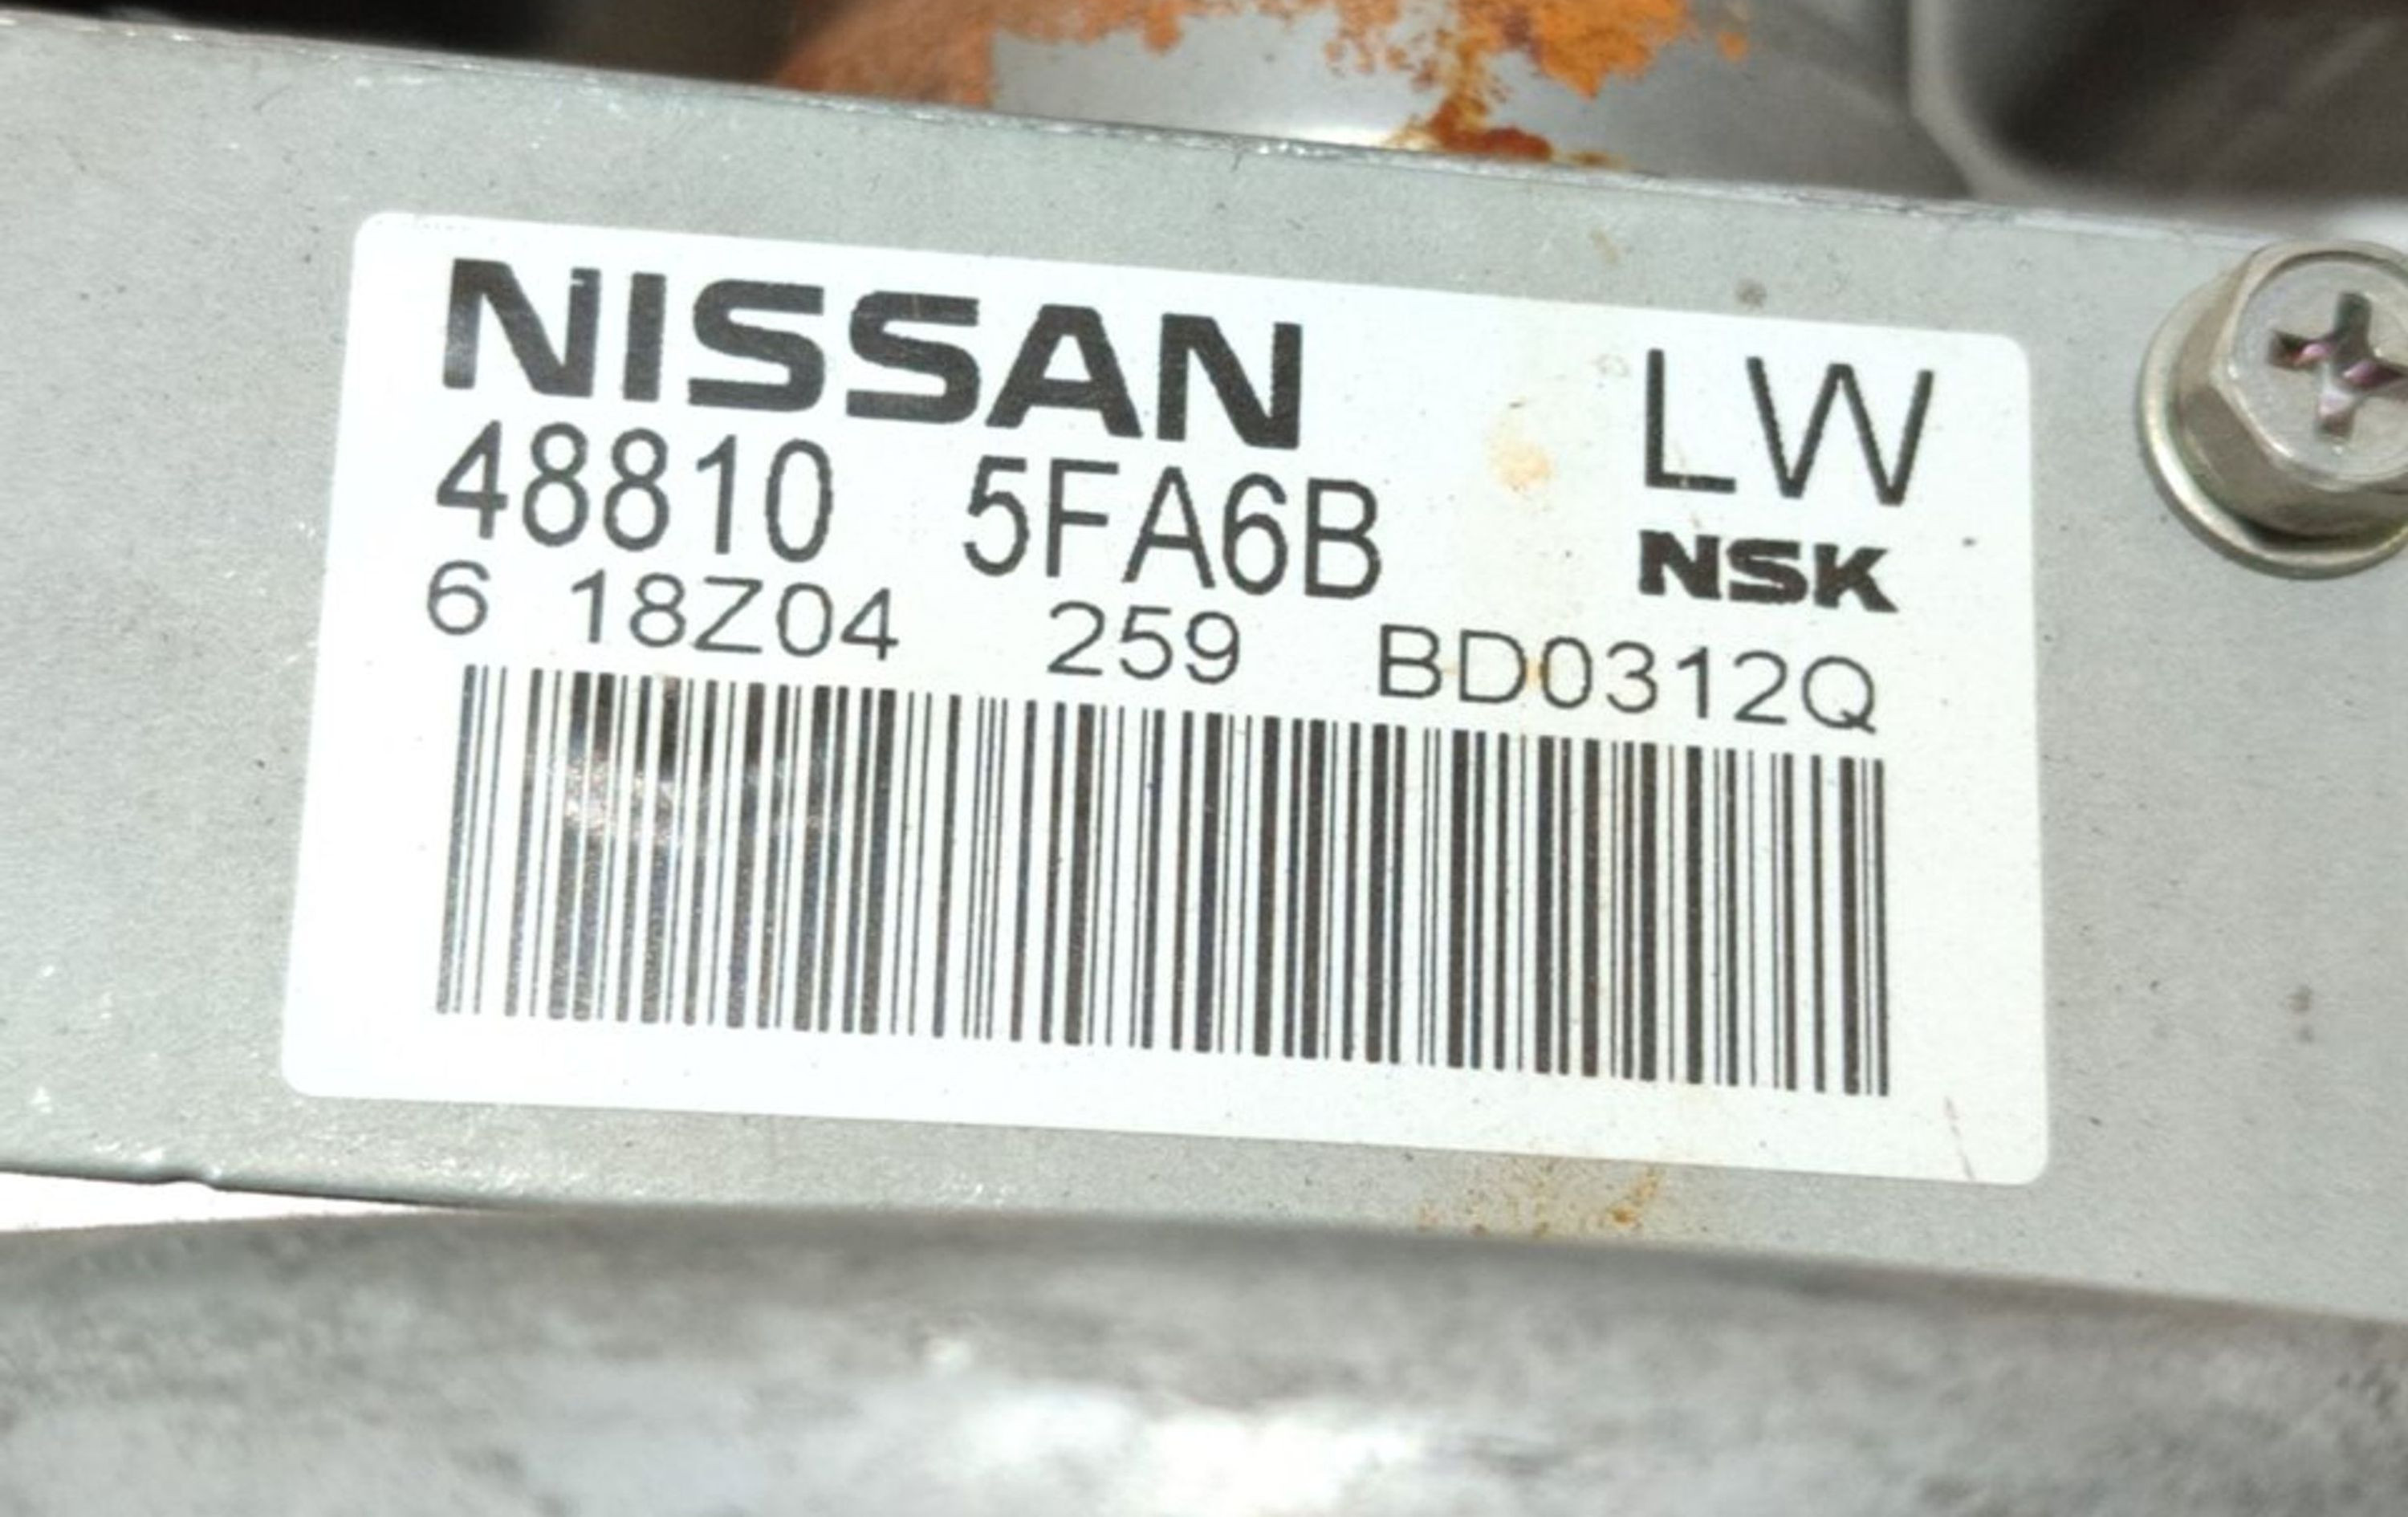 NISSAN LW
48810 5FA6B NSK
6 18Z04 259 BD0312Q